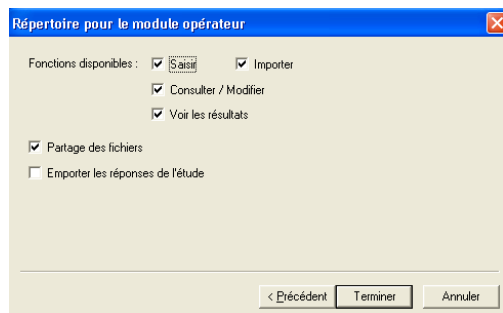 Répertoire pour le module opérateur
Fonctions disponibles : Saisir Importer
Consulter / Modifier
Voir les résultats
Partage des fichiers
Emporter les réponses de l'étude
< Précédent Terminer Annuler